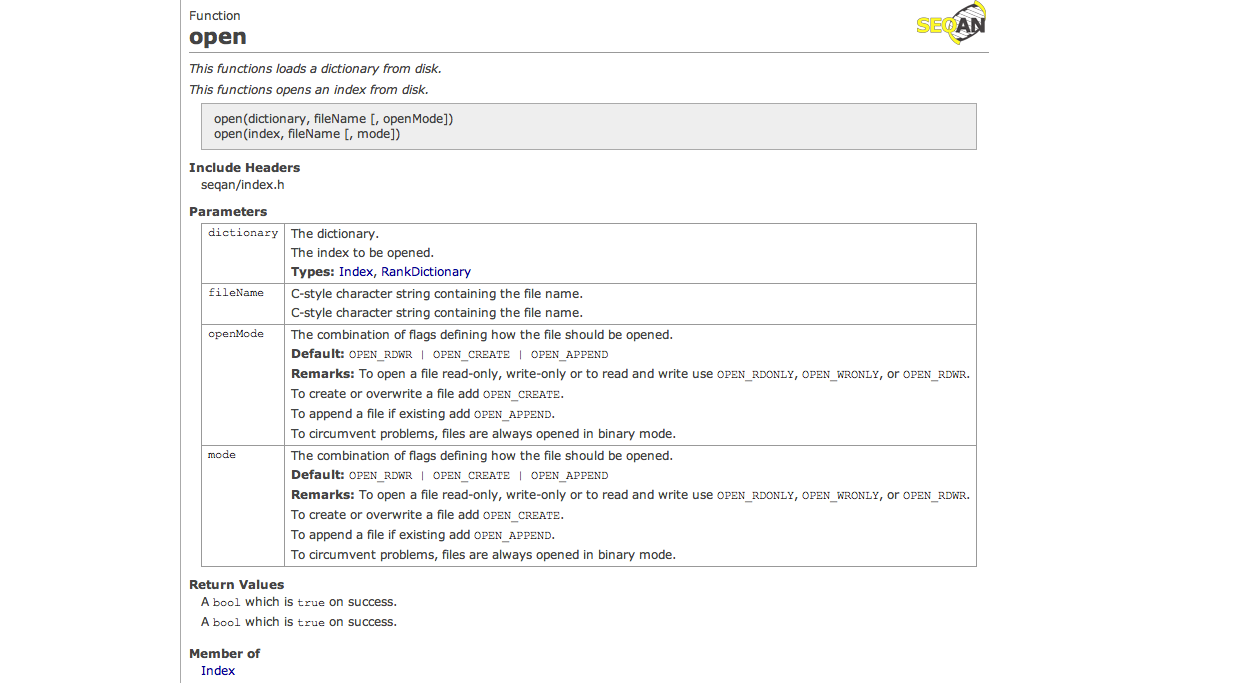 Function
SEQAN
open
This functions loads a dictionary from disk.
This functions opens an index from disk.
open(dictionary, fileName [, openMode])
open(index, fileName [, mode])
Include Headers
seqan/index.h
Parameters
dictionary The dictionary.
The index to be opened.
Types: Index, RankDictionary
fileName C-style character string containing the file name.
C-style character string containing the file name.
openMode The combination of flags defining how the file should be opened.
Default: OPEN_RDWR | OPEN_CREATE | OPEN_APPEND
Remarks: To open a file read-only, write-only or to read and write use OPEN_RDONLY, OPEN_WRONLY, or OPEN_RDWR.
To create or overwrite a file add OPEN_CREATE.
To append a file if existing add OPEN_APPEND.
To circumvent problems, files are always opened in binary mode.
mode The combination of flags defining how the file should be opened.
Default: OPEN_RDWR | OPEN_CREATE | OPEN_APPEND
Remarks: To open a file read-only, write-only or to read and write use OPEN_RDONLY, OPEN_WRONLY, or OPEN_RDWR.
To create or overwrite a file add OPEN_CREATE.
To append a file if existing add OPEN_APPEND.
To circumvent problems, files are always opened in binary mode.
Return Values
A bool which is true on success.
A bool which is true on success.
Member of
Index